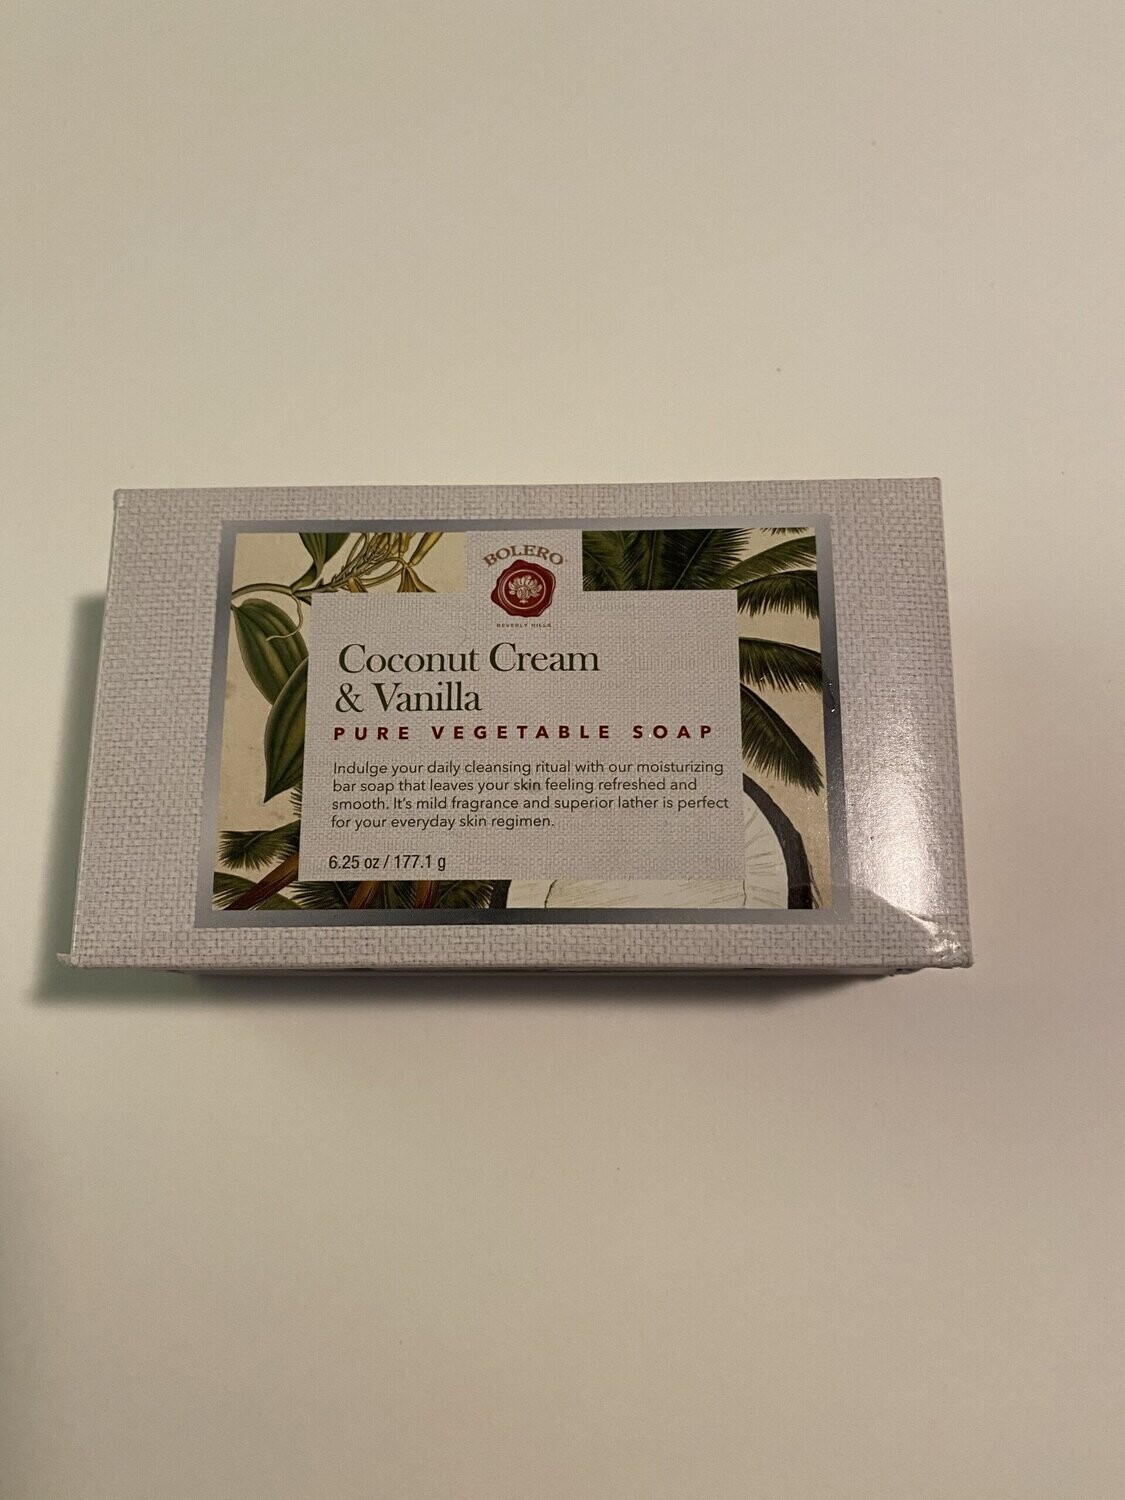 BOLERO
BEVERLY HILLS
Coconut Cream
& Vanilla
PURE VEGETABLE SOAP
Indulge your daily cleansing ritual with our moisturizing
bar soap that leaves your skin feeling refreshed and
smooth. It's mild fragrance and superior lather is perfect
for your everyday skin regimen.
6.25 oz / 177.1 g